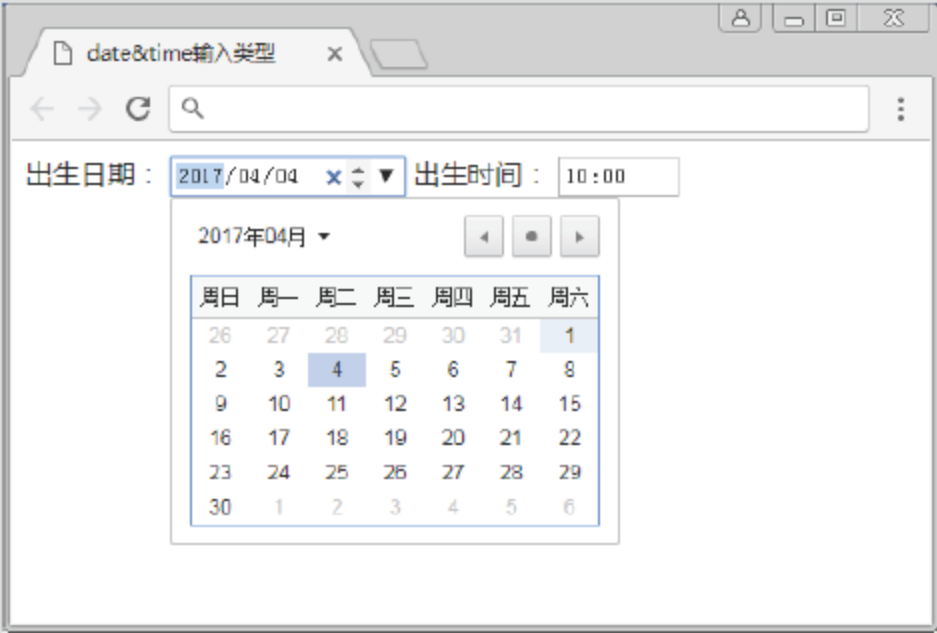 date&time输入类型
出生日期： 2017/04/04 出生时间： 10:00
2017年04月
周日 周一 周二 周三 周四 周五 周六
26 27 28 29 30 31 1
2 3 4 5 6 7 8
9 10 11 12 13 14 15
16 17 18 19 20 21 22
23 24 25 26 27 28 29
30 1 2 3 4 5 6